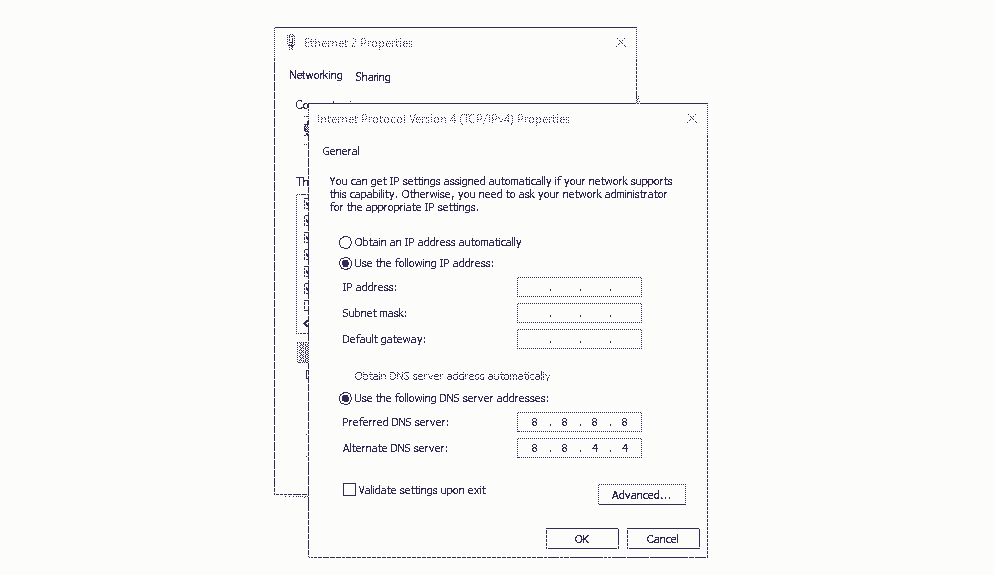 Ethernet 2 Properties
Networking Sharing
Co
Th
Internet Protocol Version 4 (TCP/IPv4) Properties
General
You can get IP settings assigned automatically if your network supports
this capability. Otherwise, you need to ask your network administrator
for the appropriate IP settings.
Obtain an IP address automatically
Use the following IP address:
IP address: . . .
Subnet mask: . . .
Default gateway: . . .
Obtain DNS server address automatically
Use the following DNS server addresses:
Preferred DNS server: 8 . 8 . 8 . 8
Alternate DNS server: 8 . 8 . 4 . 4
Validate settings upon exit
Advanced...
OK Cancel